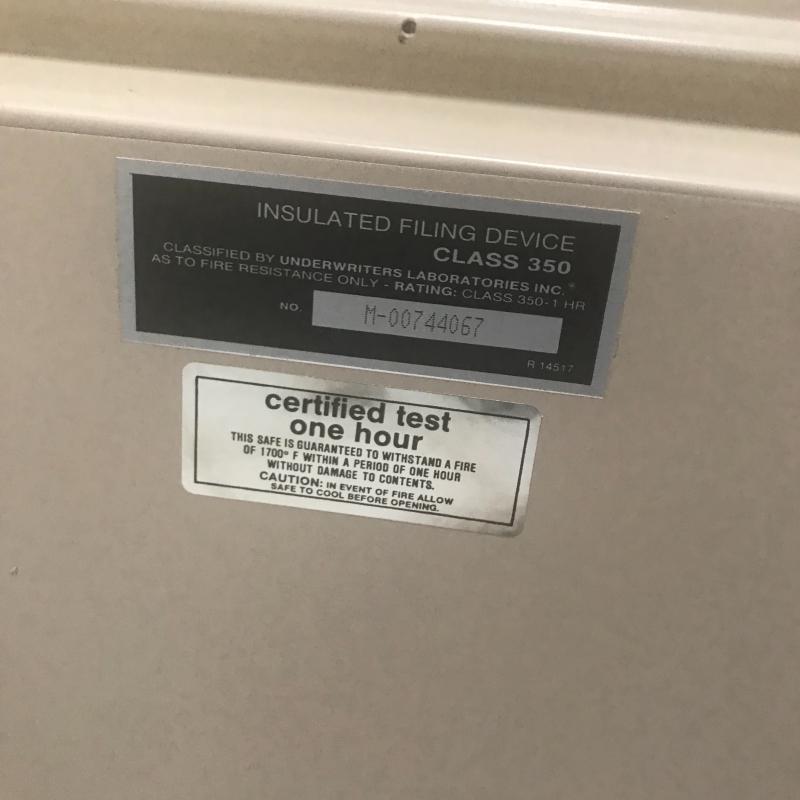 INSULATED FILING DEVICE
CLASS 350
CLASSIFIED BY UNDERWRITERS LABORATORIES INC.®
AS TO FIRE RESISTANCE ONLY - RATING: CLASS 350-1 HR
NO. M-00744067
R 14517
certified test
one hour
THIS SAFE IS GUARANTEED TO WITHSTAND A FIRE
OF 1700° F WITHIN A PERIOD OF ONE HOUR
WITHOUT DAMAGE TO CONTENTS.
CAUTION: IN EVENT OF FIRE ALLOW
SAFE TO COOL BEFORE OPENING.